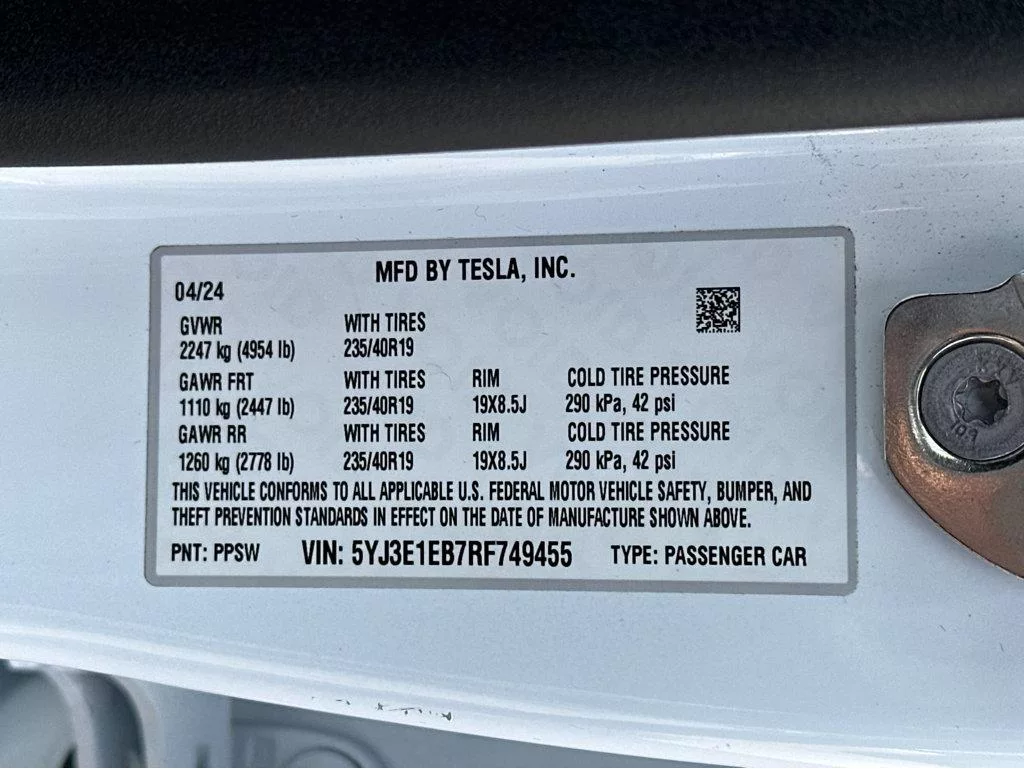 MFD BY TESLA, INC.
04/24
GVWR WITH TIRES
2247 kg (4954 lb) 235/40R19
GAWR FRT WITH TIRES RIM COLD TIRE PRESSURE
1110 kg (2447 lb) 235/40R19 19X8.5J 290 kPa, 42 psi
GAWR RR WITH TIRES RIM COLD TIRE PRESSURE
1260 kg (2778 lb) 235/40R19 19X8.5J 290 kPa, 42 psi
THIS VEHICLE CONFORMS TO ALL APPLICABLE U.S. FEDERAL MOTOR VEHICLE SAFETY, BUMPER, AND
THEFT PREVENTION STANDARDS IN EFFECT ON THE DATE OF MANUFACTURE SHOWN ABOVE.
PNT: PPSW VIN: 5YJ3E1EB7RF749455 TYPE: PASSENGER CAR